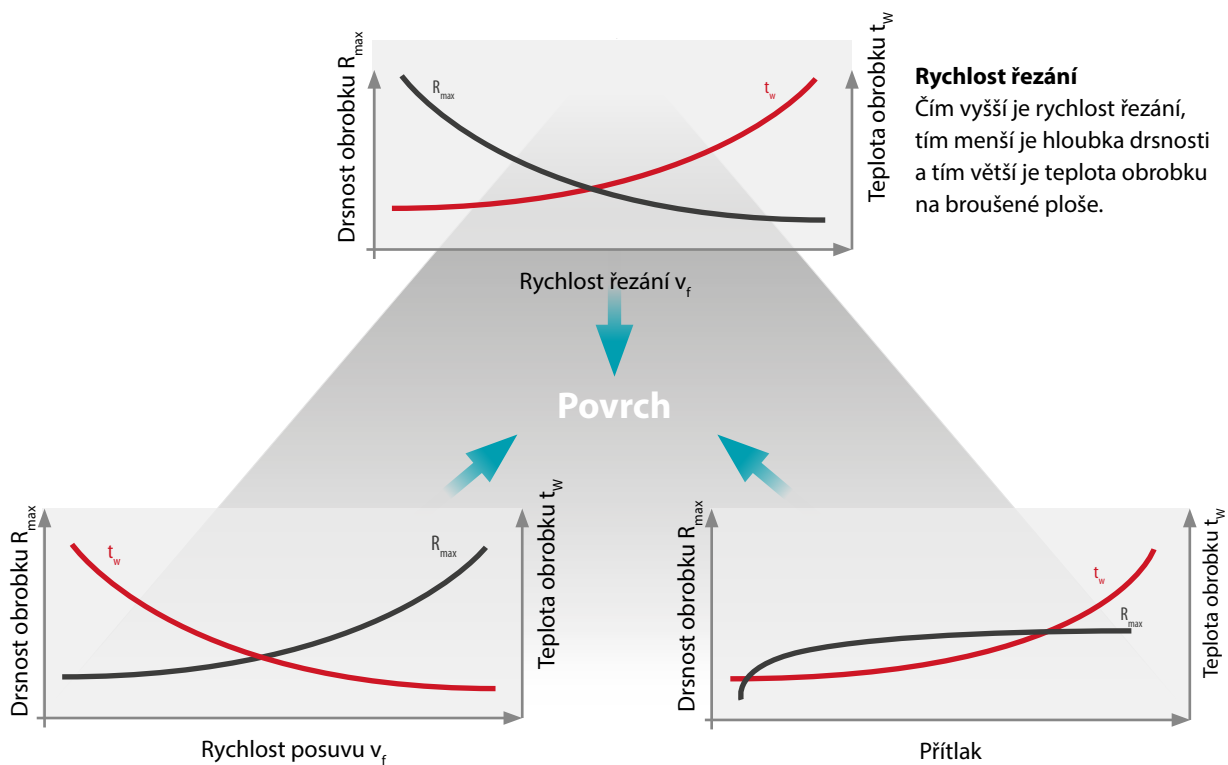 Drsnost obrobku Rmax
Rmax
tw
Teplota obrobku tw
Rychlost řezání vf
Rychlost řezání
Čím vyšší je rychlost řezání,
tím menší je hloubka drsnosti
a tím větší je teplota obrobku
na broušené ploše.
Povrch
Drsnost obrobku Rmax
tw
Rmax
Teplota obrobku tw
Rychlost posuvu vf
Drsnost obrobku Rmax
tw
Rmax
Teplota obrobku tw
Přítlak